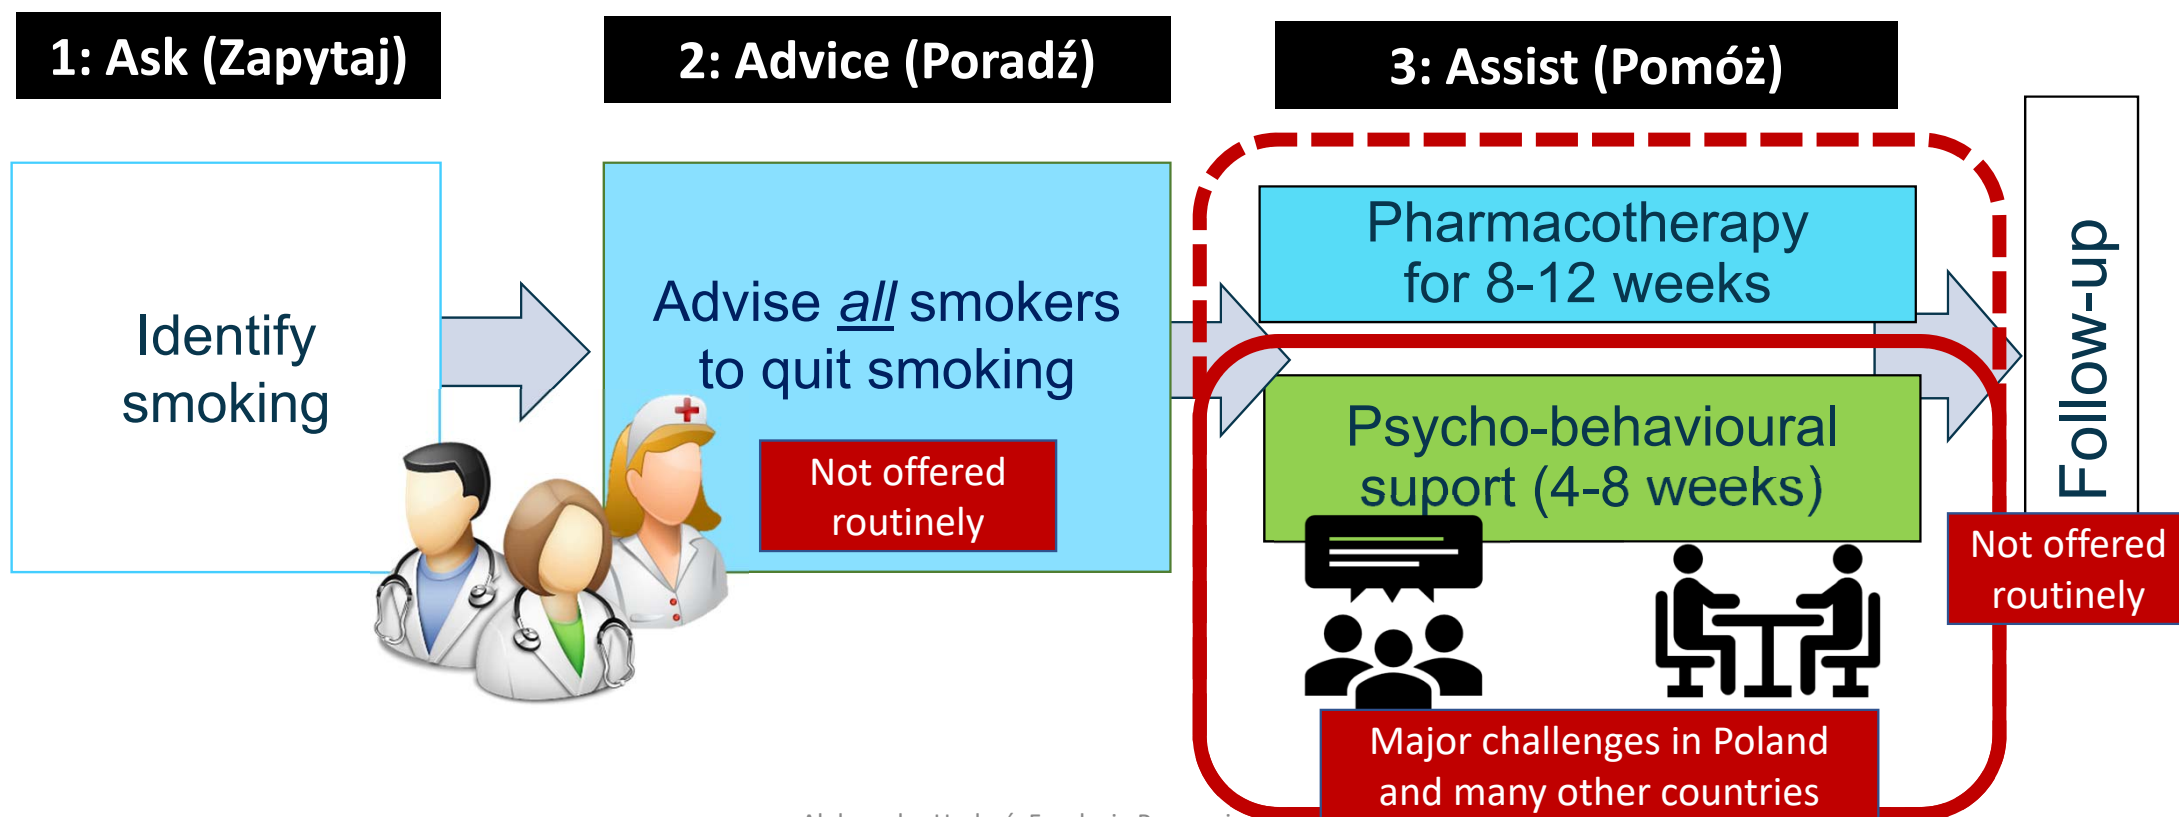 1: Ask (Zapytaj)
2: Advice (Poradź)
3: Assist (Pomóż)
Identify
smoking
Advise all smokers
to quit smoking
Not offered
routinely
Pharmacotherapy
for 8-12 weeks
Psycho-behavioural
suport (4-8 weeks)
Major challenges in Poland
and many other countries
Follow-up
Not offered
routinely